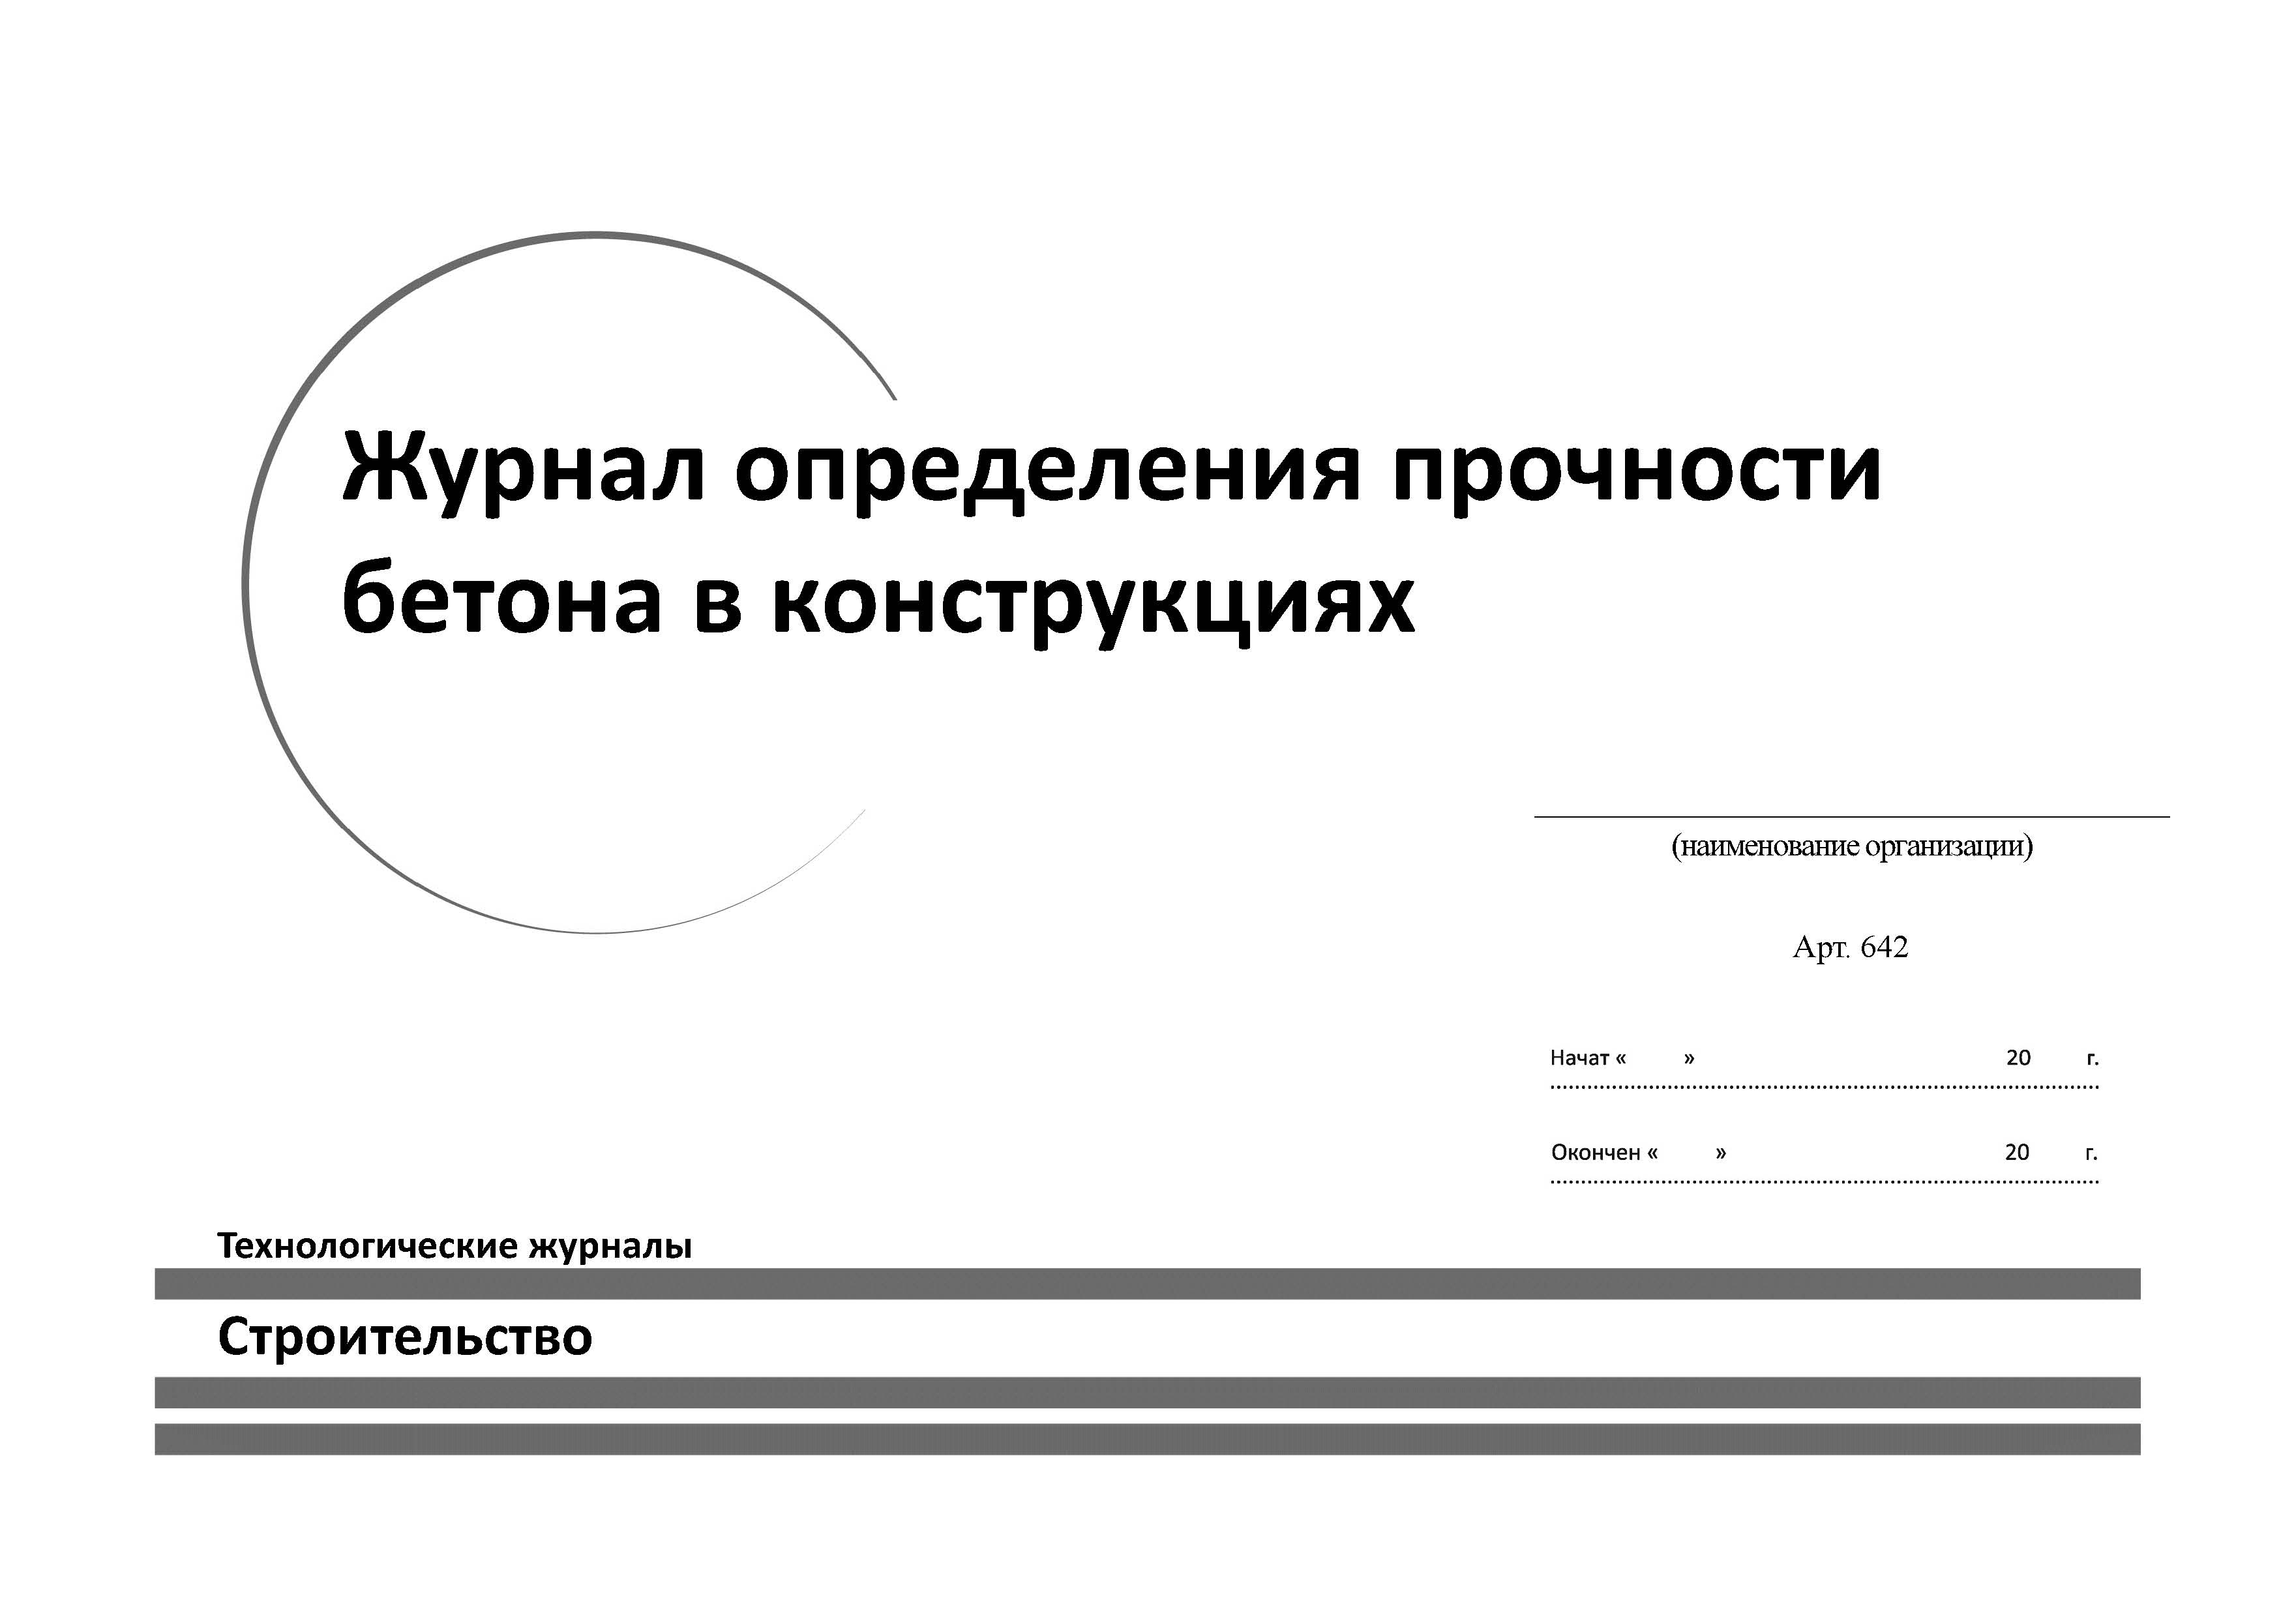 Журнал определения прочности
бетона в конструкциях
(наименование организации)
Арт. 642
Начат « » 20 г.
Окончен « » 20 г.
Технологические журналы
Строительство